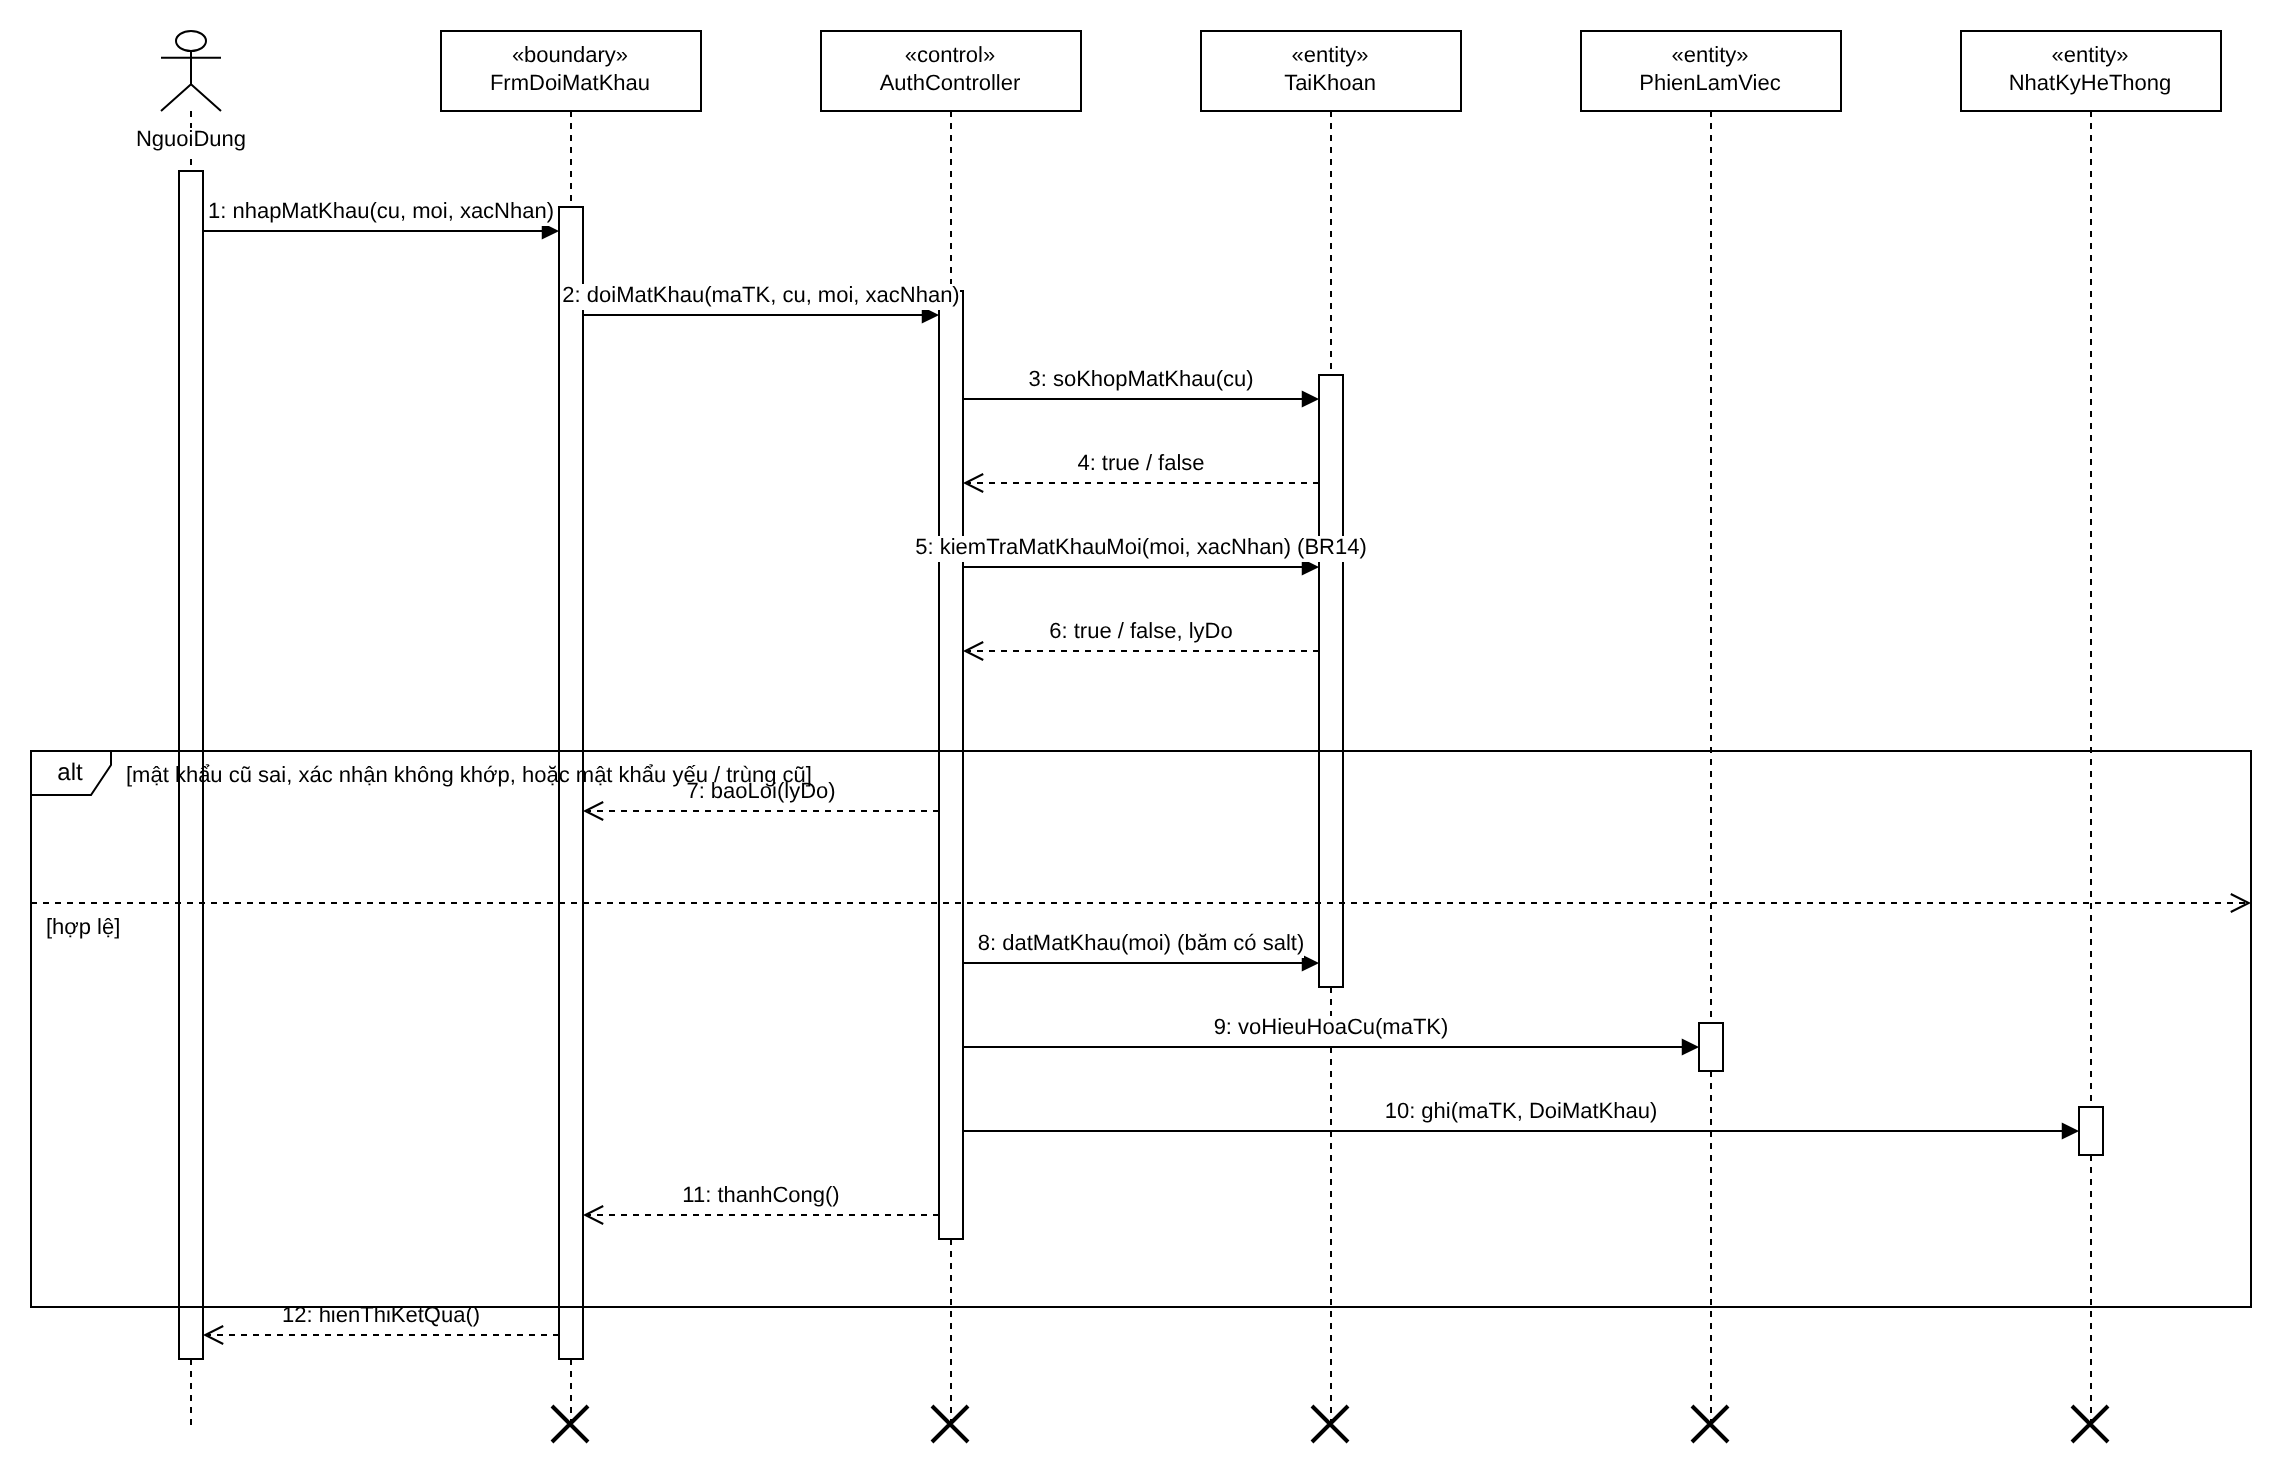 «boundary»
FrmDoiMatKhau
«control»
AuthController
«entity»
TaiKhoan
«entity»
PhienLamViec
«entity»
NhatKyHeThong
NguoiDung
1: nhapMatKhau(cu, moi, xacNhan)
2: doiMatKhau(maTK, cu, moi, xacNhan)
3: soKhopMatKhau(cu)
4: true / false
5: kiemTraMatKhauMoi(moi, xacNhan) (BR14)
6: true / false, lyDo
alt
[mật khẩu cũ sai, xác nhận không khớp, hoặc mật khẩu yếu / trùng cũ]
7: baoLoi(lyDo)
[hợp lệ]
8: datMatKhau(moi) (băm có salt)
9: voHieuHoaCu(maTK)
10: ghi(maTK, DoiMatKhau)
11: thanhCong()
12: hienThiKetQua()